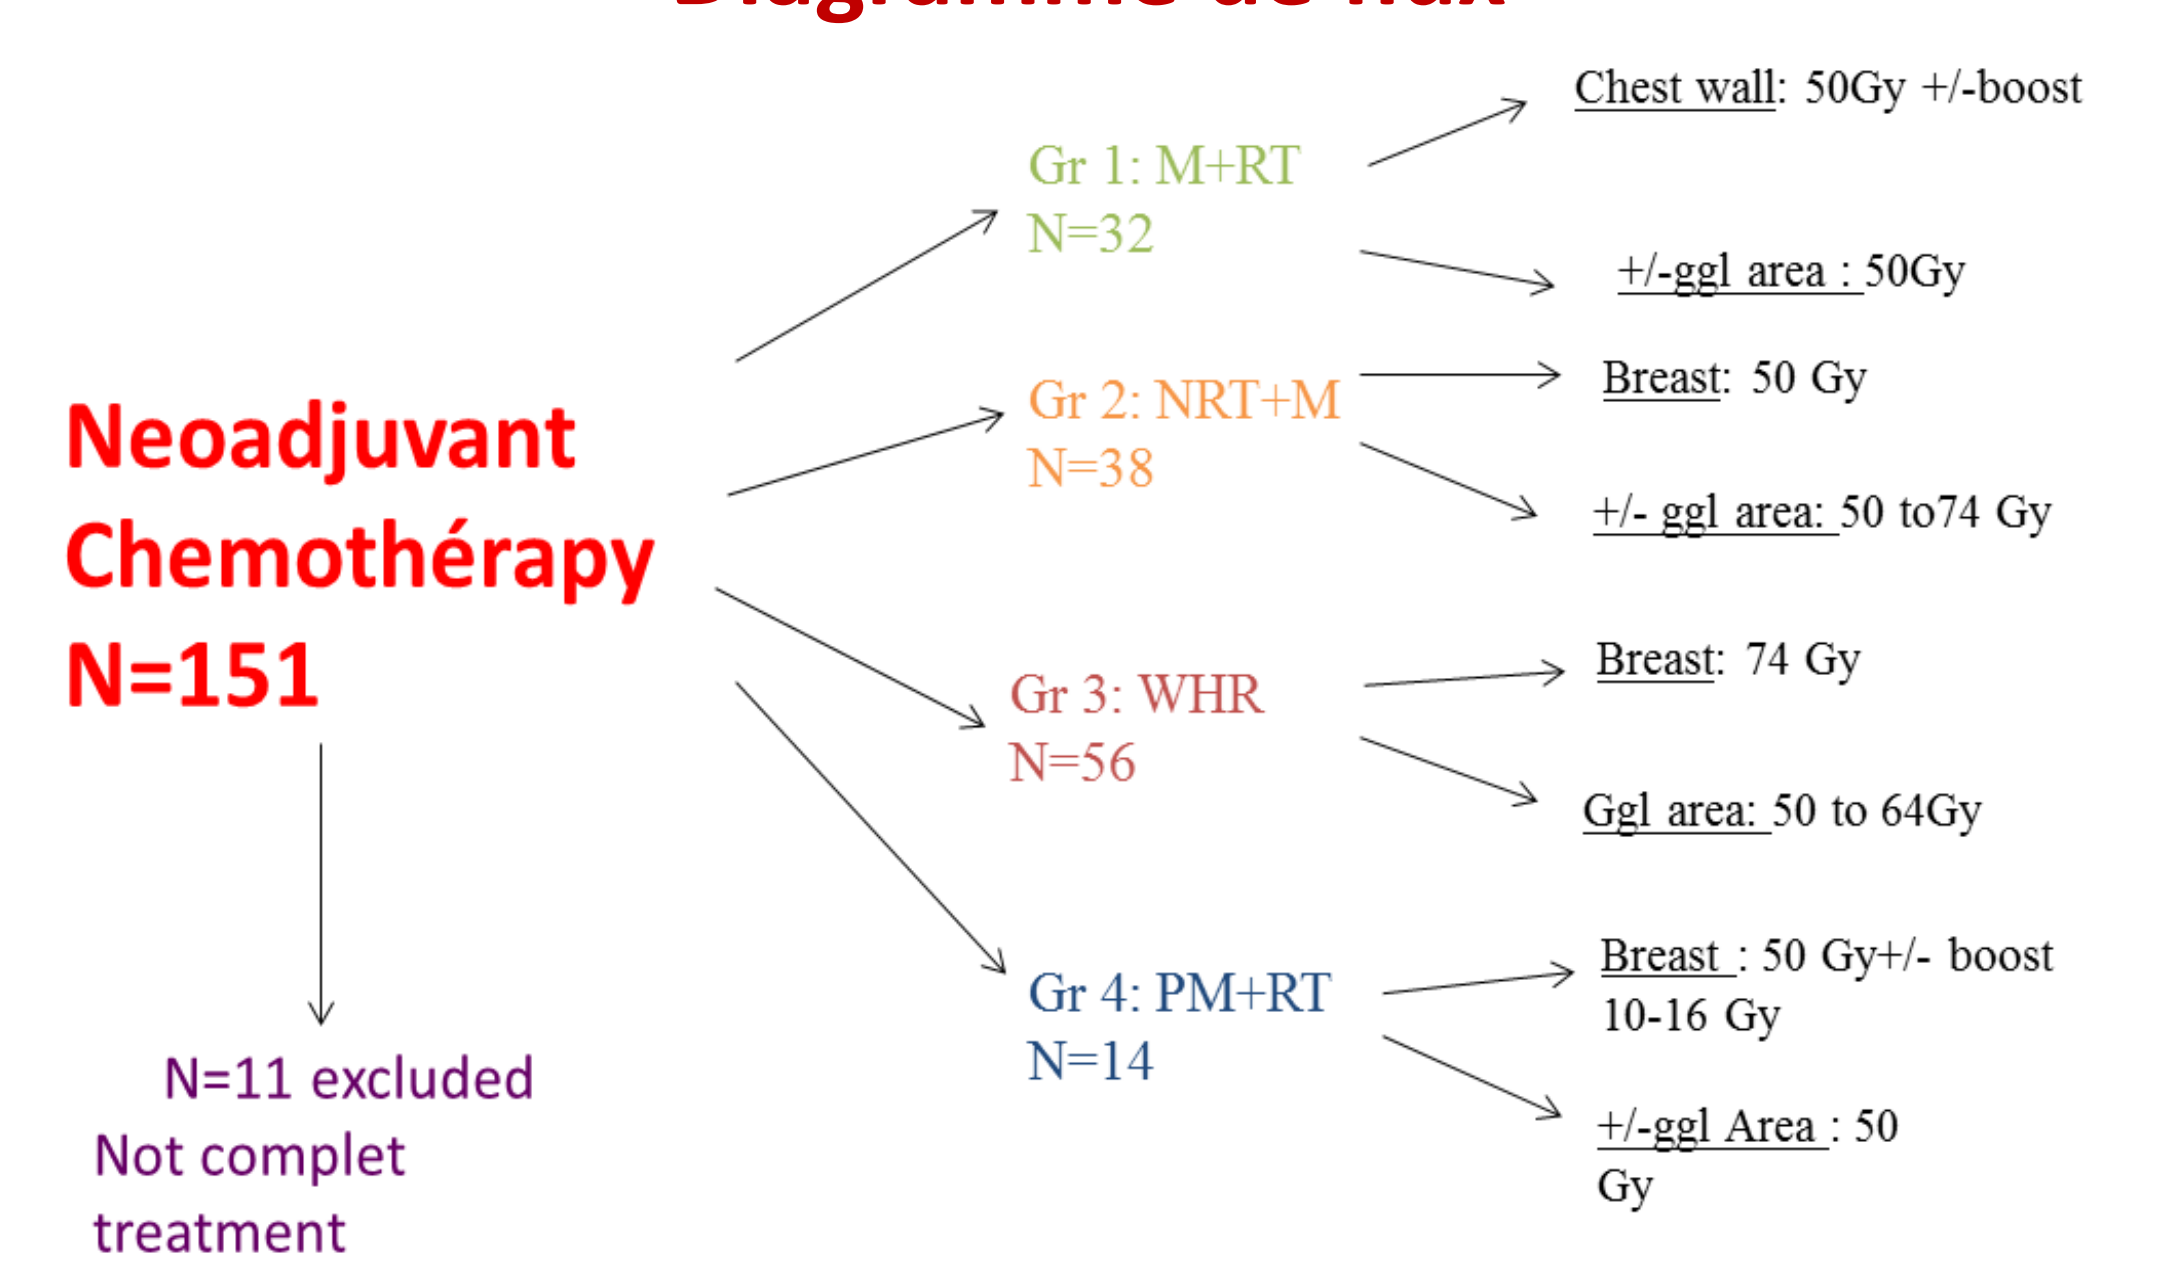 Diagramme de flux
Neoadjuvant
Chemothérapy
N=151
N=11 excluded
Not complet
treatment
Gr 1: M+RT
N=32
Chest wall: 50Gy +/-boost
+/-ggl area : 50Gy
Gr 2: NRT+M
N=38
Breast: 50 Gy
+/- ggl area: 50 to74 Gy
Gr 3: WHR
N=56
Breast: 74 Gy
Ggl area: 50 to 64Gy
Gr 4: PM+RT
N=14
Breast : 50 Gy+/- boost
10-16 Gy
+/-ggl Area : 50
Gy